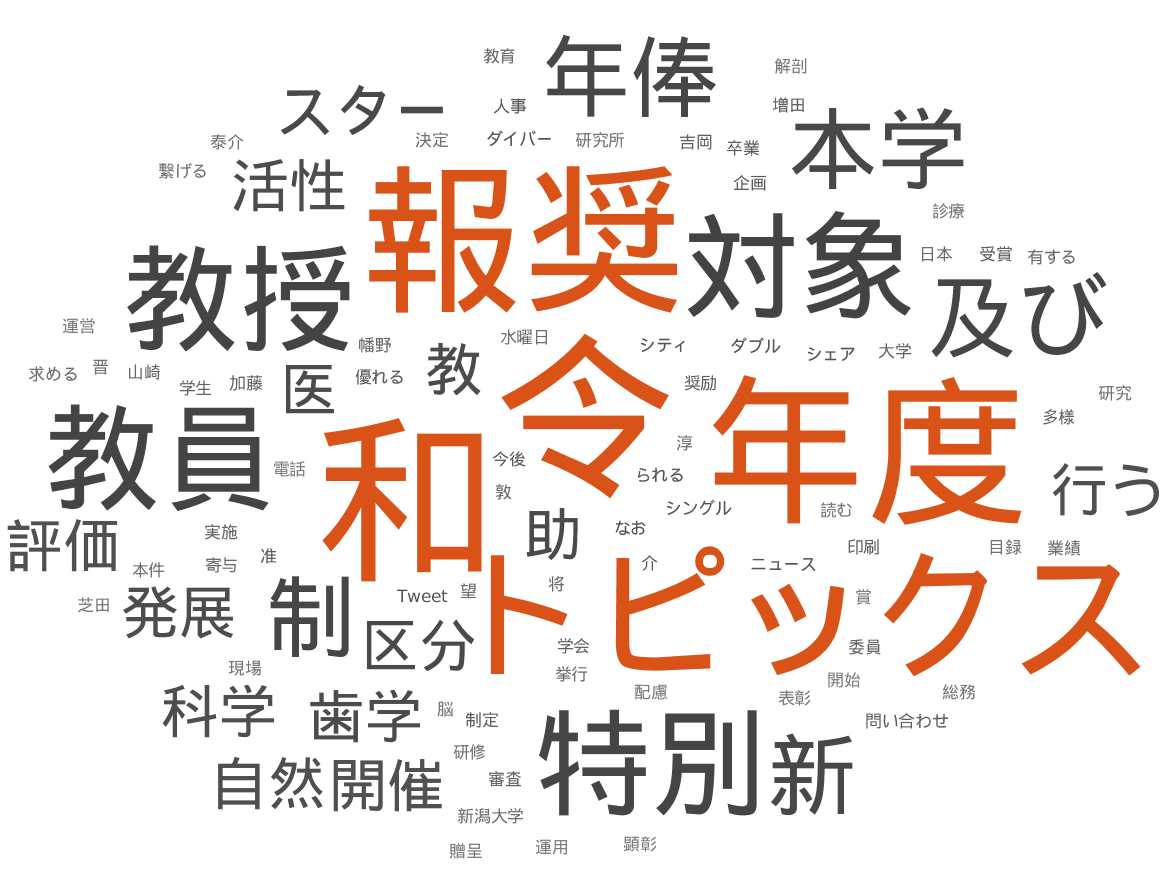 年俸
教育
解剖
スター
人事
増田
本学
泰介
決定
ダイバー
研究所
吉岡
卒業
繋げる
活性
報奨
企画
診療
教授
対象
日本
受賞
有する
及び
運営
水曜日
幡野
教
シティ
ダブル
シェア
大学
求める
晋
山崎
学生
加藤
医
優れる
令
奨励
年度
研究
多様
教員
電話
和
今後
淳
られる
行う
敦
シングル
読む
評価
実施
助
なお
印刷
目録
業績
本件
寄与
准
介
ニュース
トピックス
芝田
発展
制
Tweet
望
将
賞
区分
学会
委員
現場
挙行
開始
科学
歯学
脳
制定
配慮
表彰
総務
問い合わせ
特別
新
研修
自然
開催
審査
新潟大学
贈呈
運用
顕彰